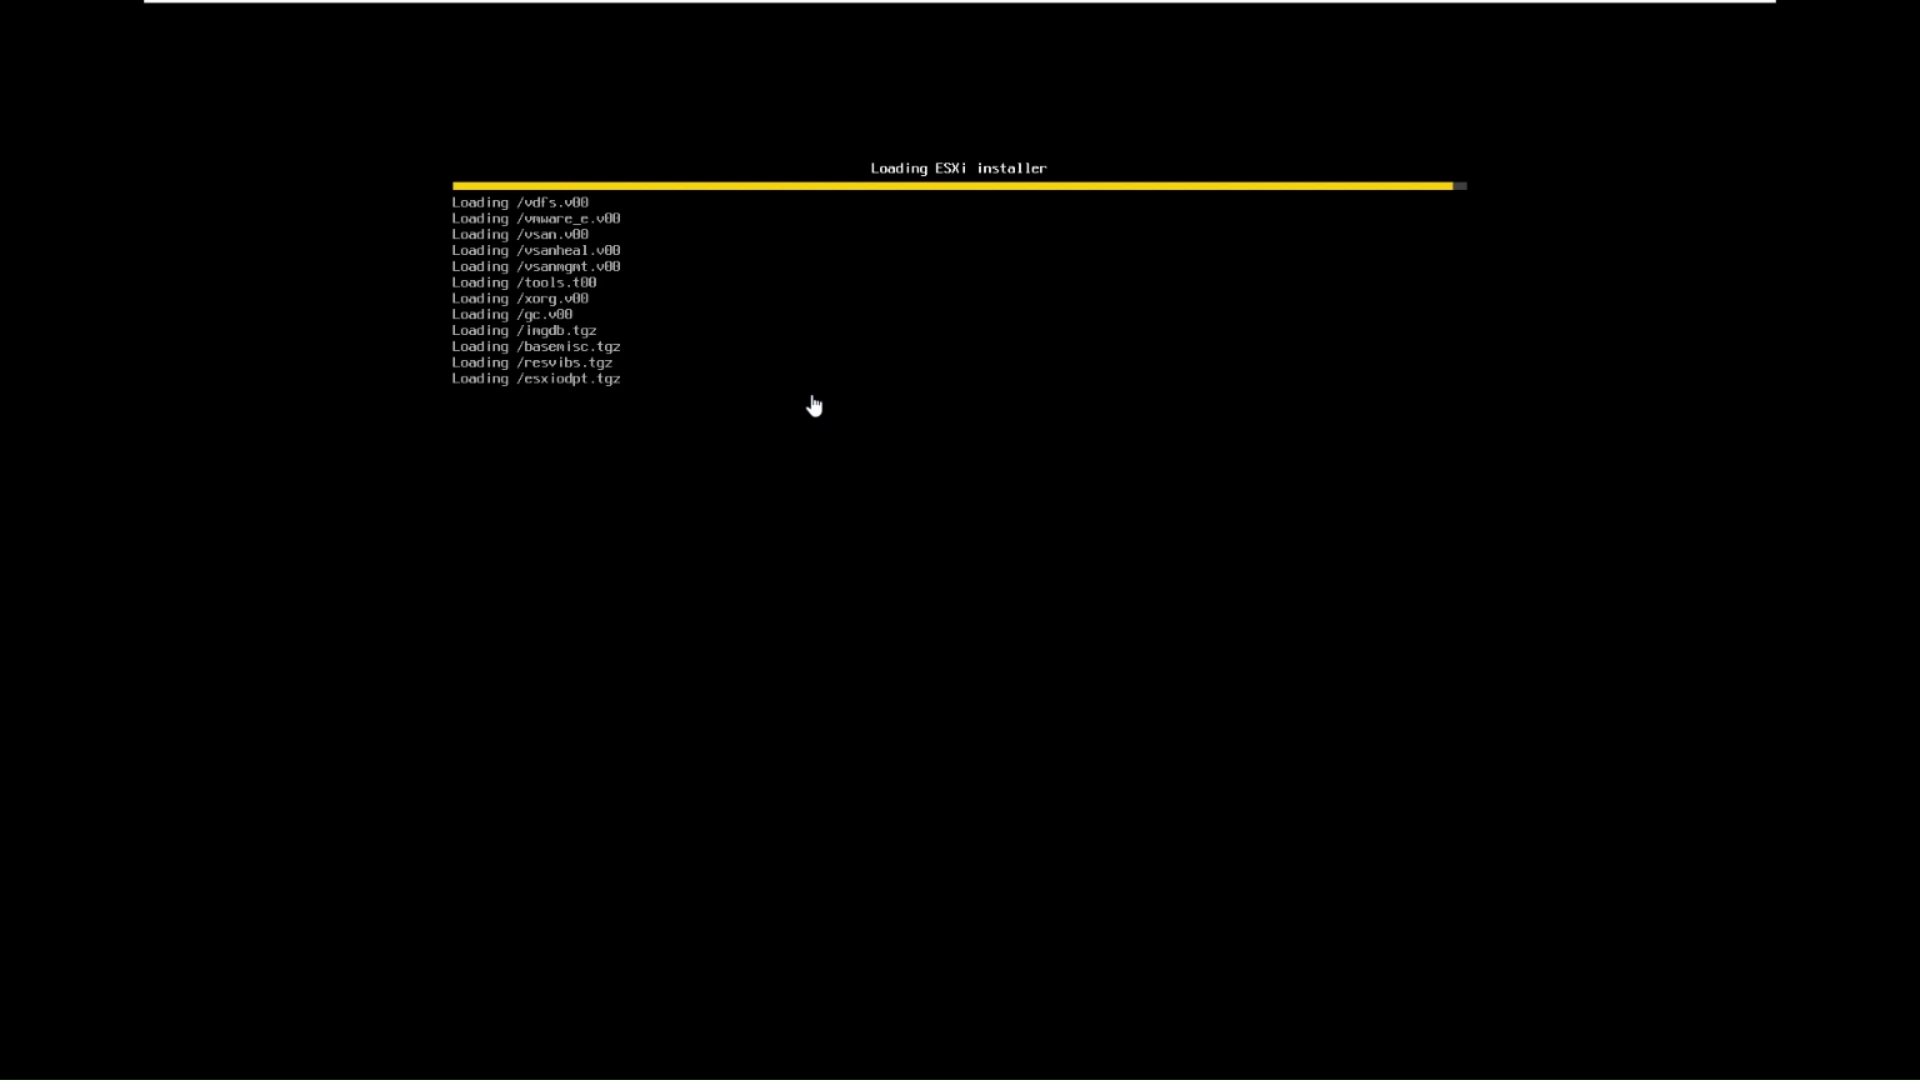 Loading ESXi installer
Loading /vdfs.v00
Loading /vmware_e.v00
Loading /vsan.v00
Loading /vsanheal.v00
Loading /vsanmgmt.v00
Loading /tools.t00
Loading /xorg.v00
Loading /gc.v00
Loading /imgdb.tgz
Loading /basemisc.tgz
Loading /resvibs.tgz
Loading /esxiodpt.tgz